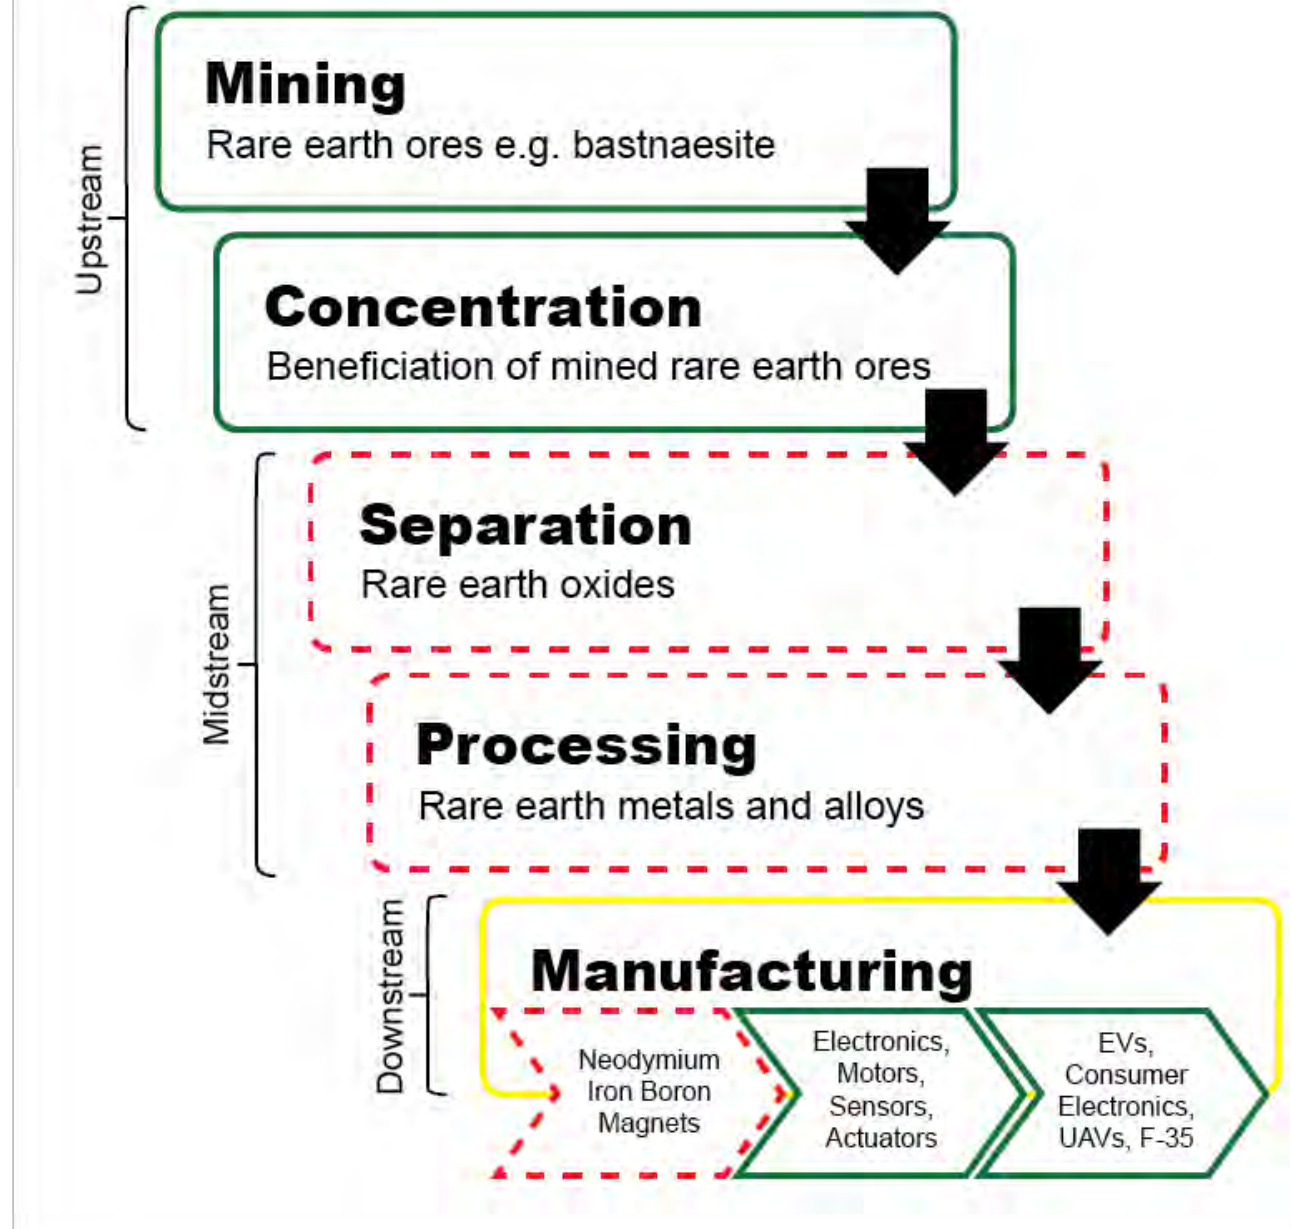 Upstream
Mining
Rare earth ores e.g. bastnaesite
Concentration
Beneficiation of mined rare earth ores
Midstream
Separation
Rare earth oxides
Processing
Rare earth metals and alloys
Downstream
Manufacturing
Neodymium
Iron Boron
Magnets
Electronics,
Motors,
Sensors,
Actuators
EVs,
Consumer
Electronics,
UAVs, F-35